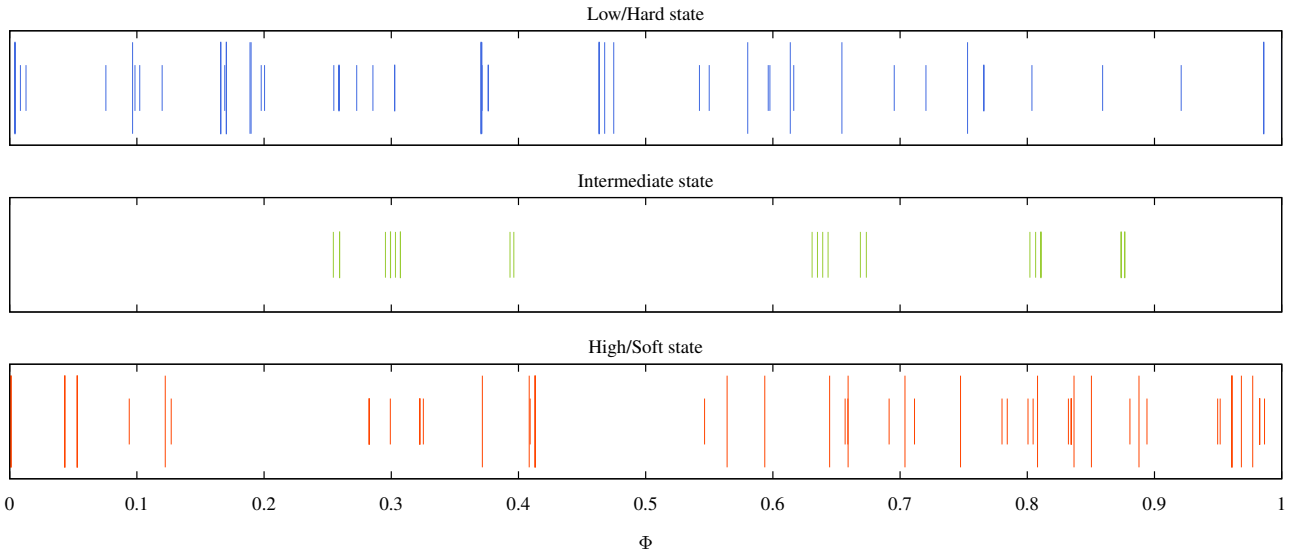 Low/Hard state
Intermediate state
High/Soft state
0 0.1 0.2 0.3 0.4 0.5 0.6 0.7 0.8 0.9 1
Φ